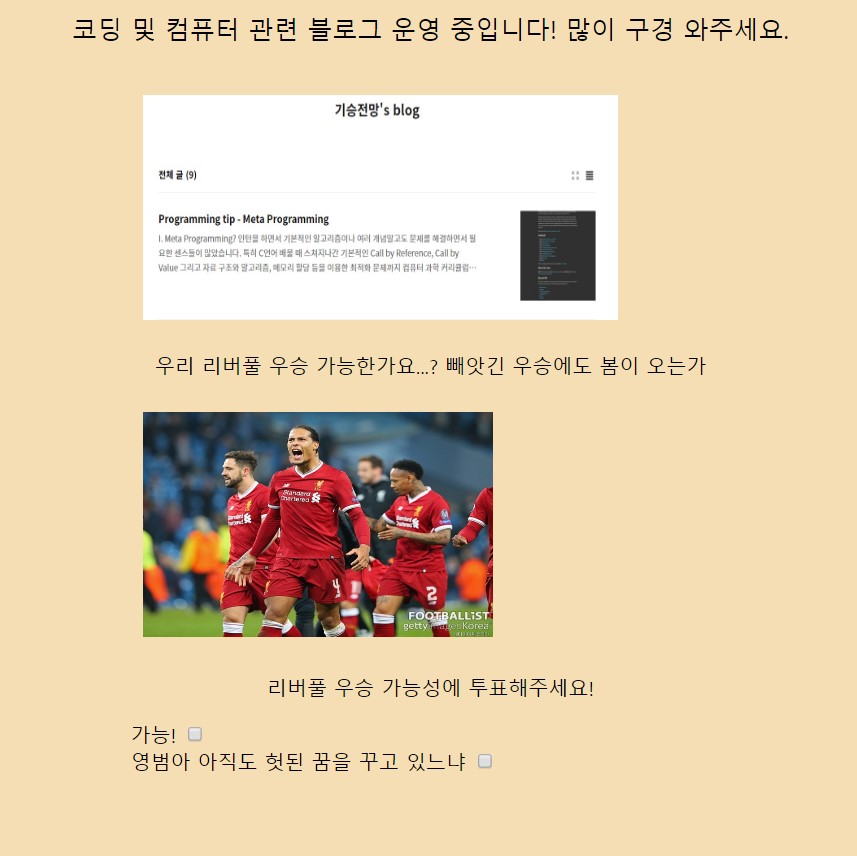 코딩 및 컴퓨터 관련 블로그 운영 중입니다! 많이 구경 와주세요.
기승전망's blog
전체 글 (9)
Programming tip - Meta Programming
I. Meta Programming? 인턴을 하면서 기본적인 알고리즘이나 여러 개념말고도 문제를 해결하면서 필
요한 센스들이 많았습니다. 특히 C언어 배울 때 스쳐지나간 기본적인 Call by Reference, Call by
Value 그리고 자료 구조와 알고리즘, 메모리 할당 등을 이용한 최적화 문제까지 컴퓨터 과학 커리큘럼…
우리 리버풀 우승 가능한가요...? 빼앗긴 우승에도 봄이 오는가
Standard
Chartered
4
2
FOOTBALLIST
gettyimagesKorea
리버풀 우승 가능성에 투표해주세요!
가능!
영범아 아직도 헛된 꿈을 꾸고 있느냐